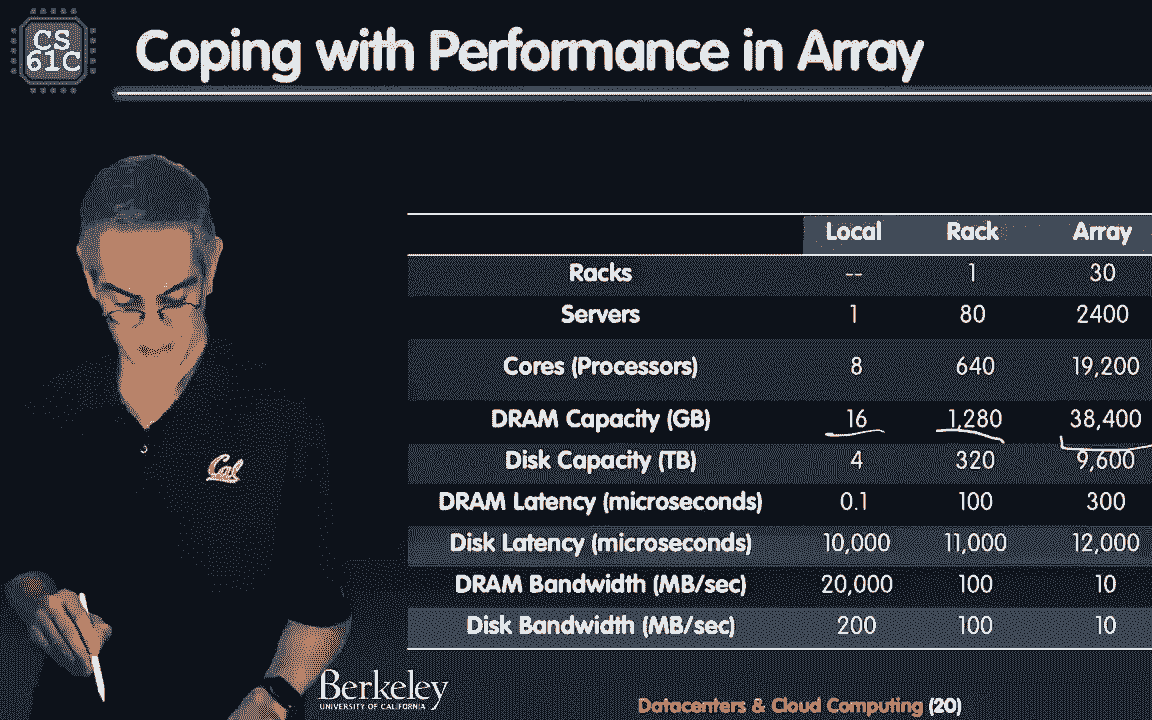 CS
61C
Coping with Performance in Array
Local Rack Array
Racks -- 1 30
Servers 1 80 2400
Cores (Processors) 8 640 19,200
DRAM Capacity (GB) 16 1,280 38,400
Disk Capacity (TB) 4 320 9,600
DRAM Latency (microseconds) 0.1 100 300
Disk Latency (microseconds) 10,000 11,000 12,000
DRAM Bandwidth (MB/sec) 20,000 100 10
Disk Bandwidth (MB/sec) 200 100 10
Cal
Berkeley
UNIVERSITY OF CALIFORNIA
Datacenters & Cloud Computing (20)